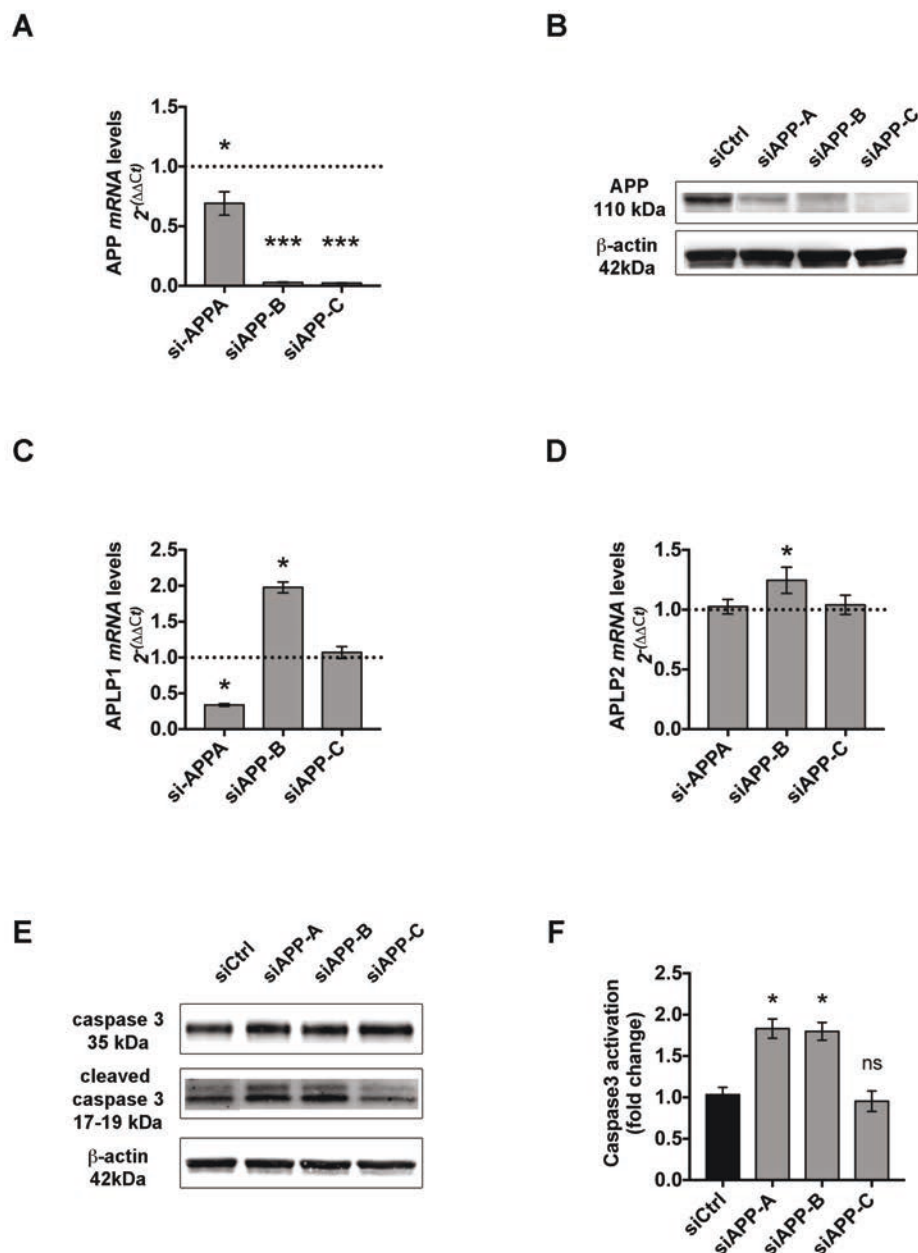 A
APP mRNA levels
2-(ΔΔCt)
1.5
1.0
0.5
0.0
*
***
***
si-APPA
siAPP-B
siAPP-C
B
siCtrl
siAPP-A
siAPP-B
siAPP-C
APP
110 kDa
β-actin
42kDa
C
APLP1 mRNA levels
2-(ΔΔCt)
2.5
2.0
1.5
1.0
0.5
0.0
*
*
si-APPA
siAPP-B
siAPP-C
D
APLP2 mRNA levels
2-(ΔΔCt)
1.5
1.0
0.5
0.0
*
si-APPA
siAPP-B
siAPP-C
E
siCtrl
siAPP-A
siAPP-B
siAPP-C
caspase 3
35 kDa
cleaved
caspase 3
17-19 kDa
β-actin
42kDa
F
Caspase3 activation
(fold change)
2.5
2.0
1.5
1.0
0.5
0.0
*
*
ns
siCtrl
siAPP-A
siAPP-B
siAPP-C